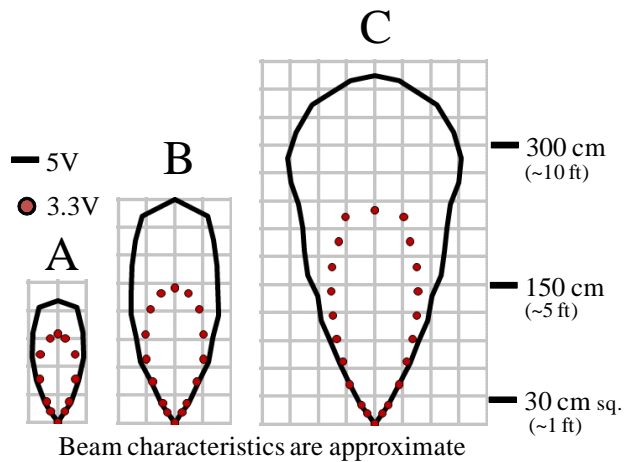 C
B
A
5V
3.3V
300 cm
(~10 ft)
150 cm
(~5 ft)
30 cm sq.
(~1 ft)
Beam characteristics are approximate